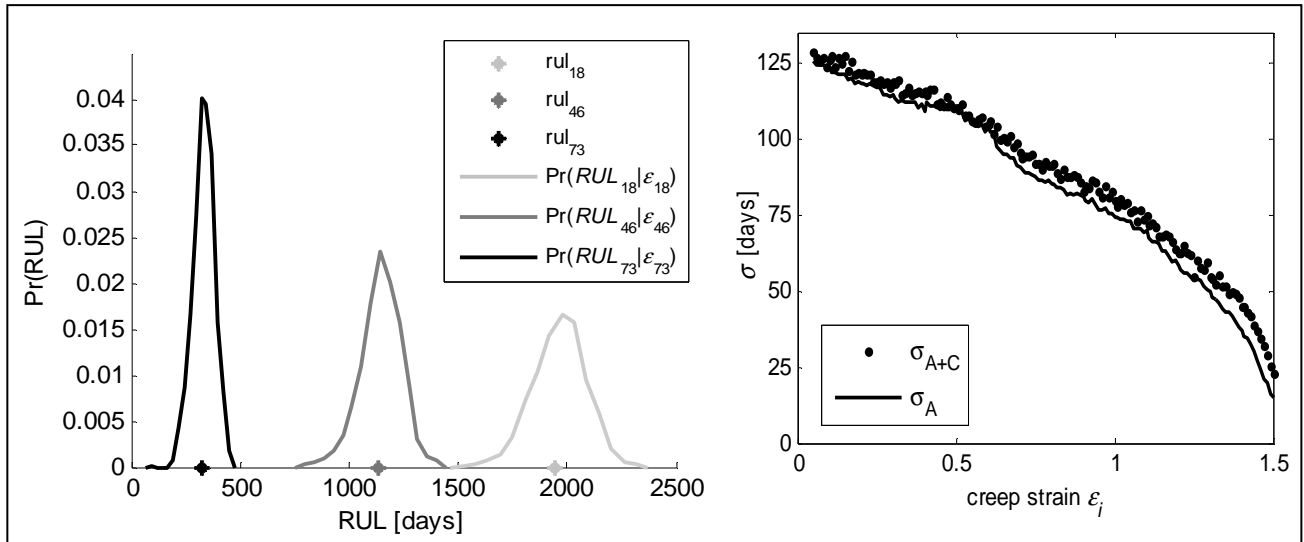 0.04
0.035
0.03
0.025
0.02
0.015
0.01
0.005
0
Pr(RUL)
0 500 1000 1500 2000 2500
RUL [days]
rul18
rul46
rul73
Pr(RUL18|ε18)
Pr(RUL46|ε46)
Pr(RUL73|ε73)
125
100
75
50
25
0
σ [days]
0 0.5 1 1.5
creep strain εi
σA+C
σA